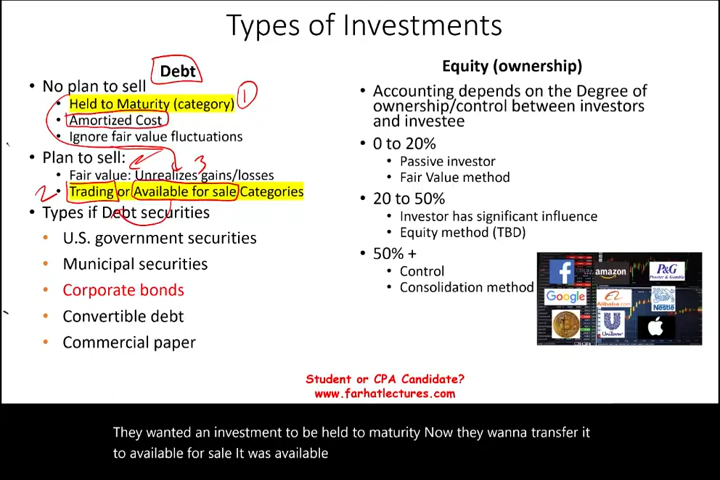 Types of Investments
Debt
No plan to sell
Held to Maturity (category)
1
Amortized Cost
Ignore fair value fluctuations
Plan to sell:
3
Fair value: Unrealizes gains/losses
2
Trading or Available for sale Categories
Types if Debt securities
U.S. government securities
Municipal securities
Corporate bonds
Convertible debt
Commercial paper
Equity (ownership)
Accounting depends on the Degree of
ownership/control between investors
and investee
0 to 20%
Passive investor
Fair Value method
20 to 50%
Investor has significant influence
Equity method (TBD)
50% +
Control
Consolidation method
amazon
P&G
Procter & Gamble
Google
Alibaba.com
Nestlé
Unilever
Student or CPA Candidate?
www.farhatlectures.com
They wanted an investment to be held to maturity Now they wanna transfer it
to available for sale It was available